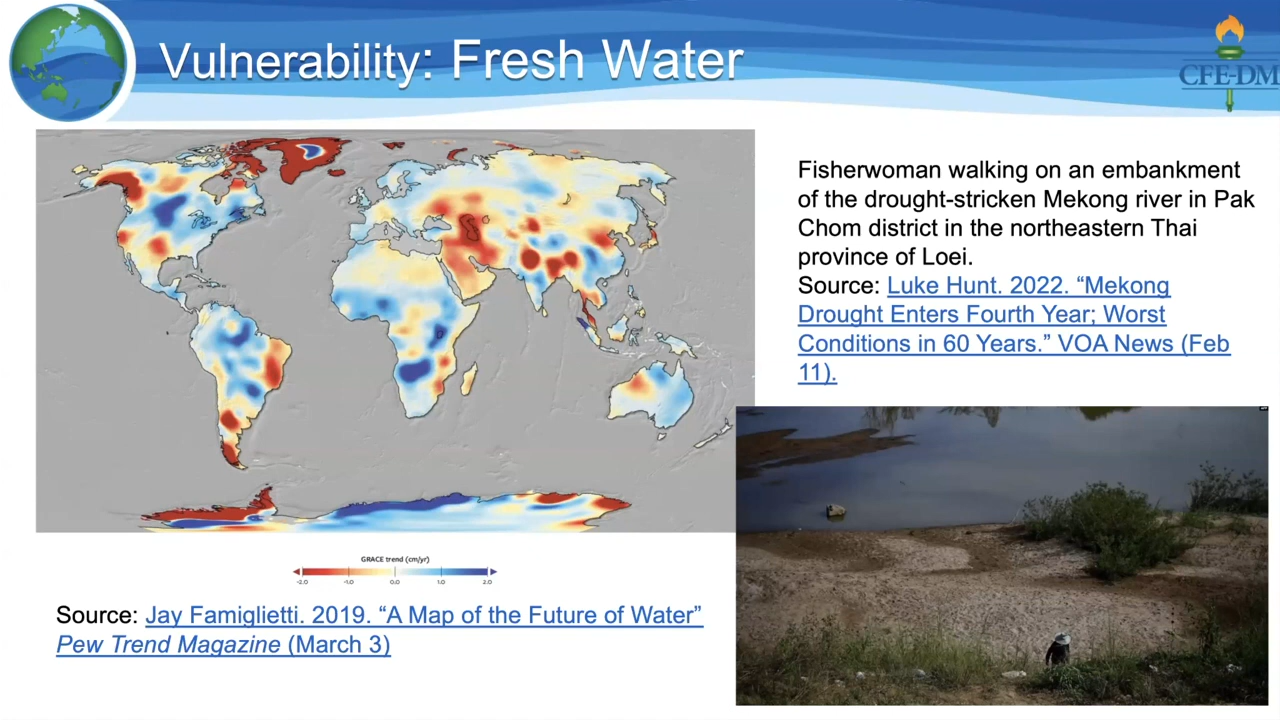 Vulnerability: Fresh Water
CFE-DM
Fisherwoman walking on an embankment
of the drought-stricken Mekong river in Pak
Chom district in the northeastern Thai
province of Loei.
Source: Luke Hunt. 2022. “Mekong
Drought Enters Fourth Year; Worst
Conditions in 60 Years.” VOA News (Feb
11).
GRACE trend (cm/yr)
-2.0 -1.0 0.0 1.0 2.0
Source: Jay Famiglietti. 2019. “A Map of the Future of Water”
Pew Trend Magazine (March 3)